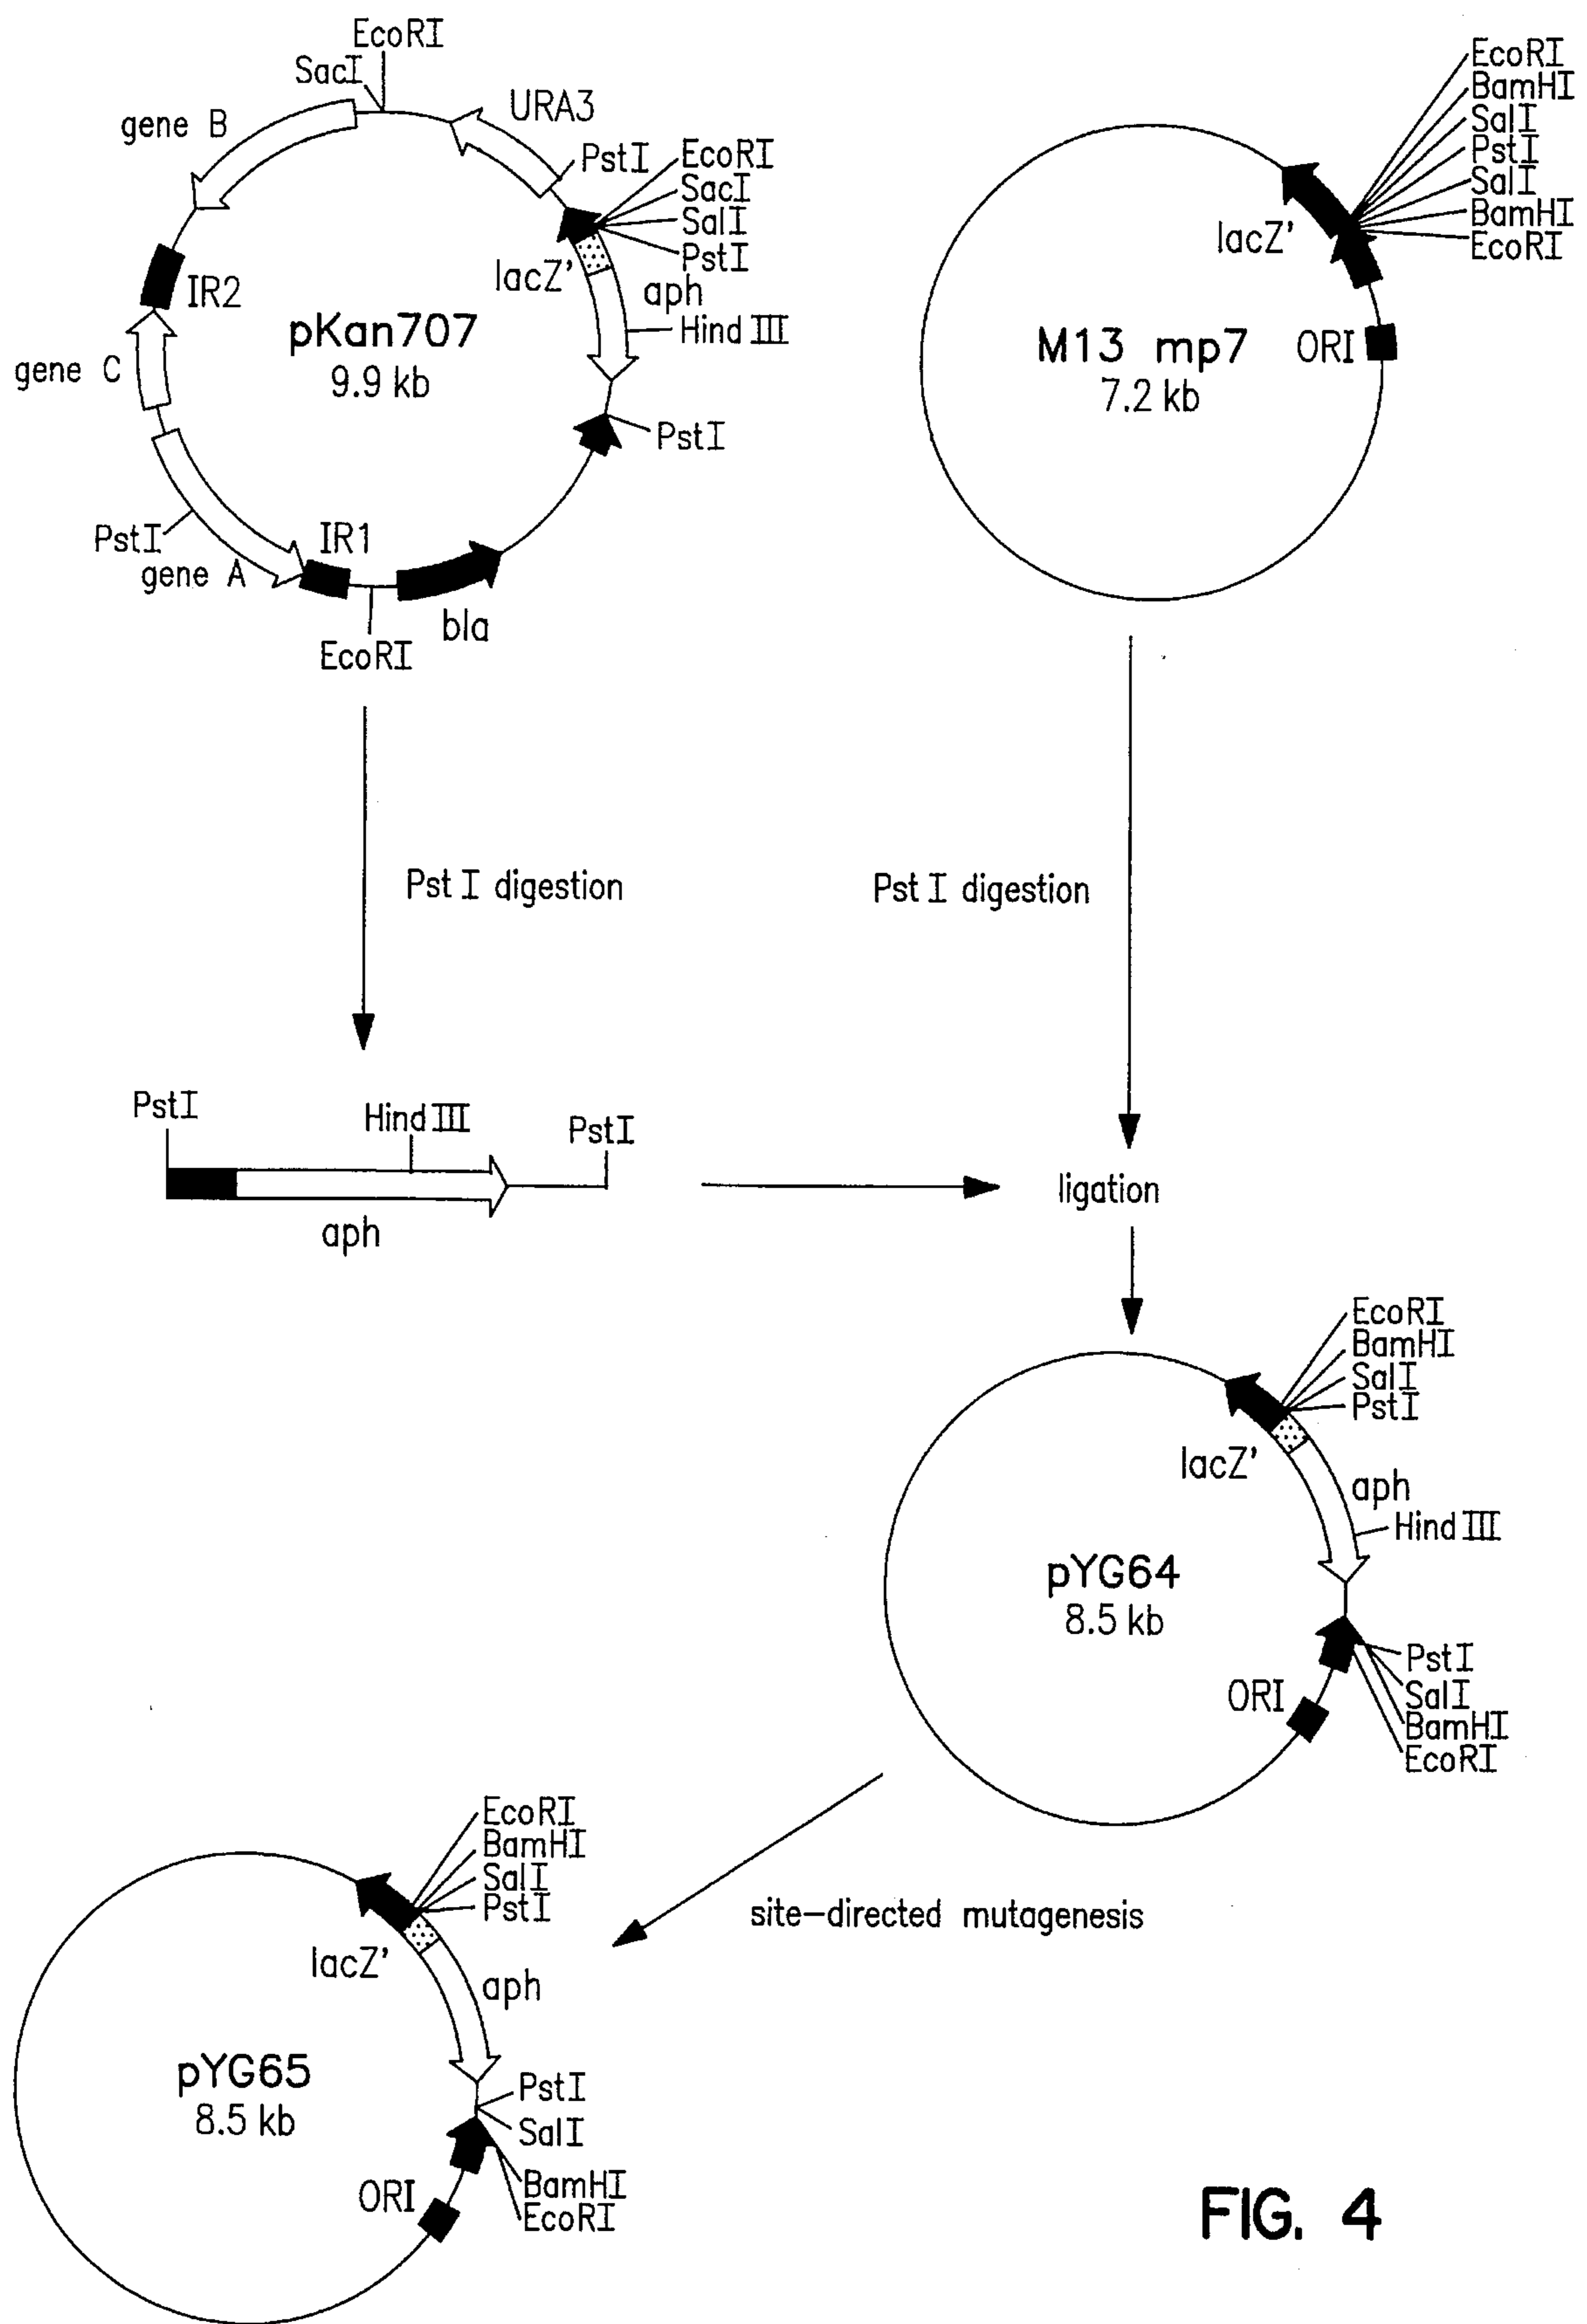 EcoRI
SacI
URA3
gene B
PstI
EcoRI
SacI
SalI
PstI
lacZ'
aph
Hind III
IR2
pKan707
9.9 kb
gene C
PstI
PstI
gene A
IR1
bla
EcoRI
EcoRI
BamHI
SalI
PstI
SalI
BamHI
EcoRI
lacZ'
M13 mp7
7.2 kb
ORI
Pst I digestion
Pst I digestion
PstI
Hind III
PstI
aph
ligation
EcoRI
BamHI
SalI
PstI
lacZ'
aph
Hind III
pYG64
8.5 kb
PstI
SalI
BamHI
EcoRI
ORI
site-directed mutagenesis
EcoRI
BamHI
SalI
PstI
lacZ'
aph
pYG65
8.5 kb
PstI
SalI
BamHI
EcoRI
ORI
FIG. 4